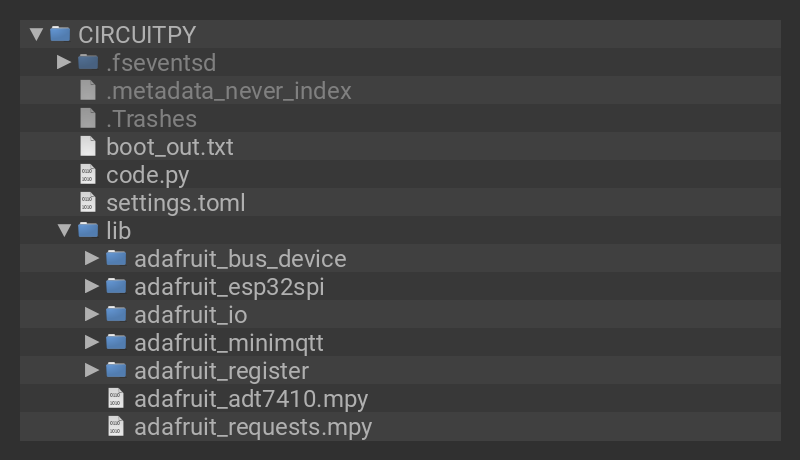 CIRCUITPY
.fseventsd
.metadata_never_index
.Trashes
boot_out.txt
code.py
settings.toml
lib
adafruit_bus_device
adafruit_esp32spi
adafruit_io
adafruit_minimqtt
adafruit_register
adafruit_adt7410.mpy
adafruit_requests.mpy